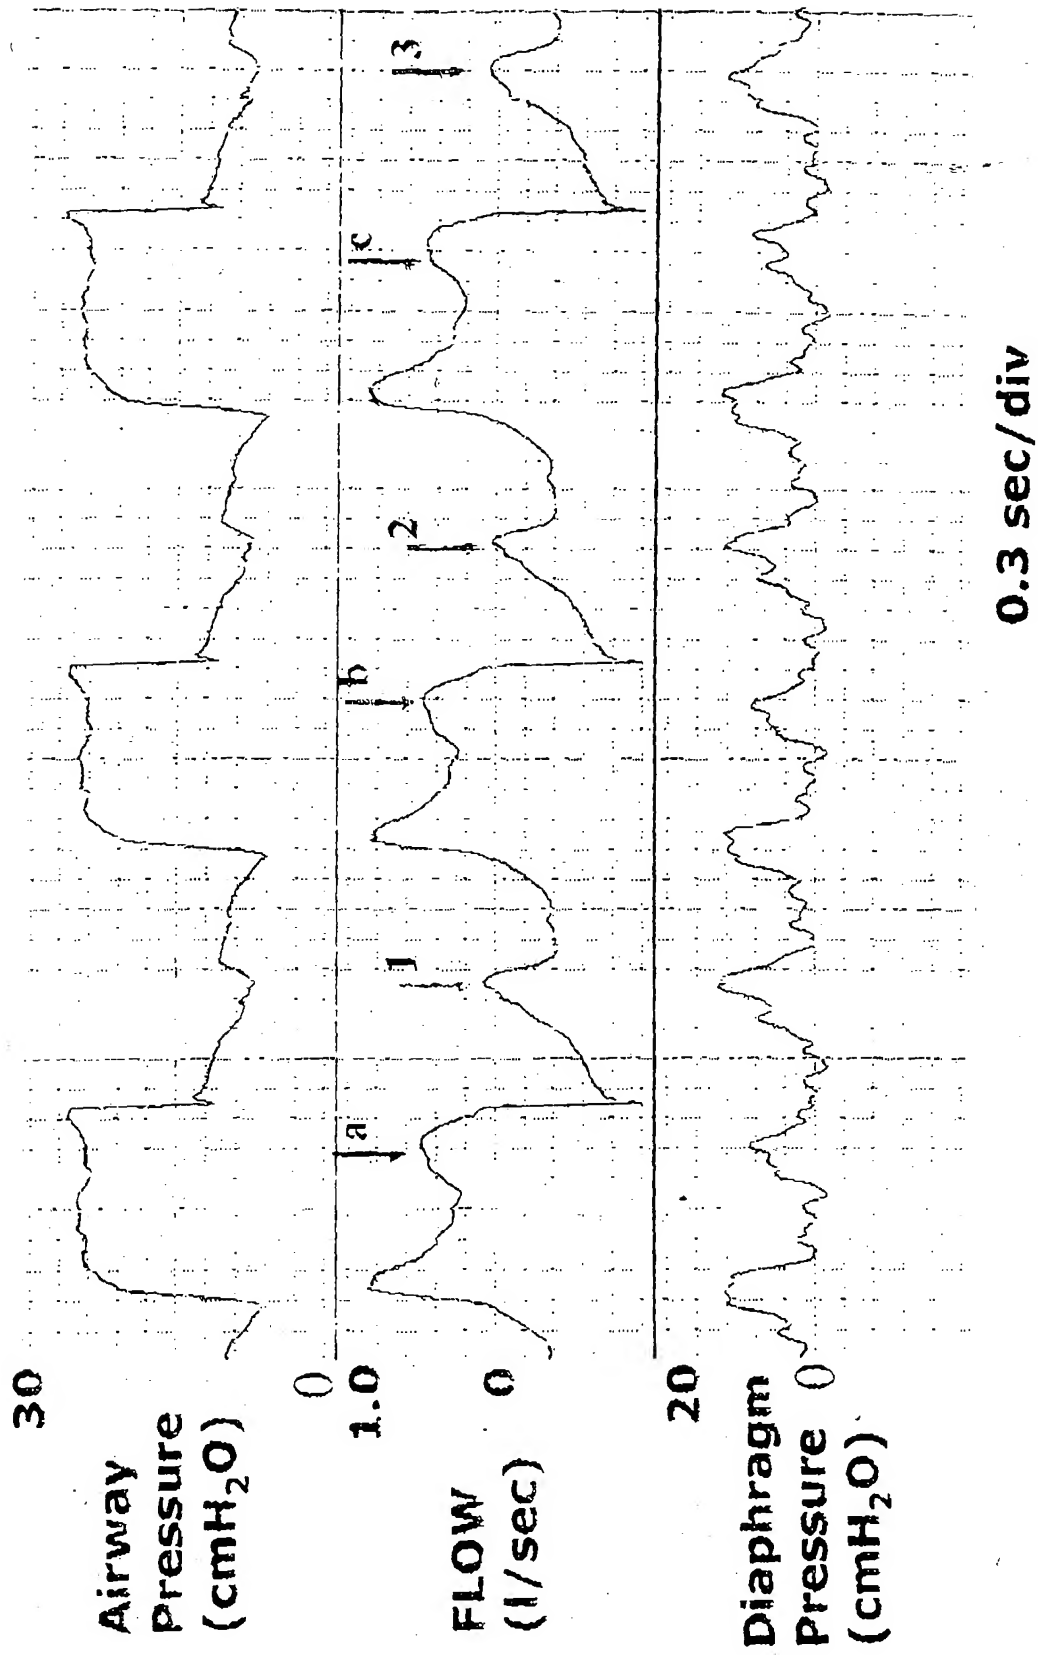 30
0
Airway
Pressure
(cmH₂O)
1.0
0
FLOW
(l/sec)
a
1
b
2
c
3
20
0
Diaphragm
Pressure
(cmH₂O)
0.3 sec/div